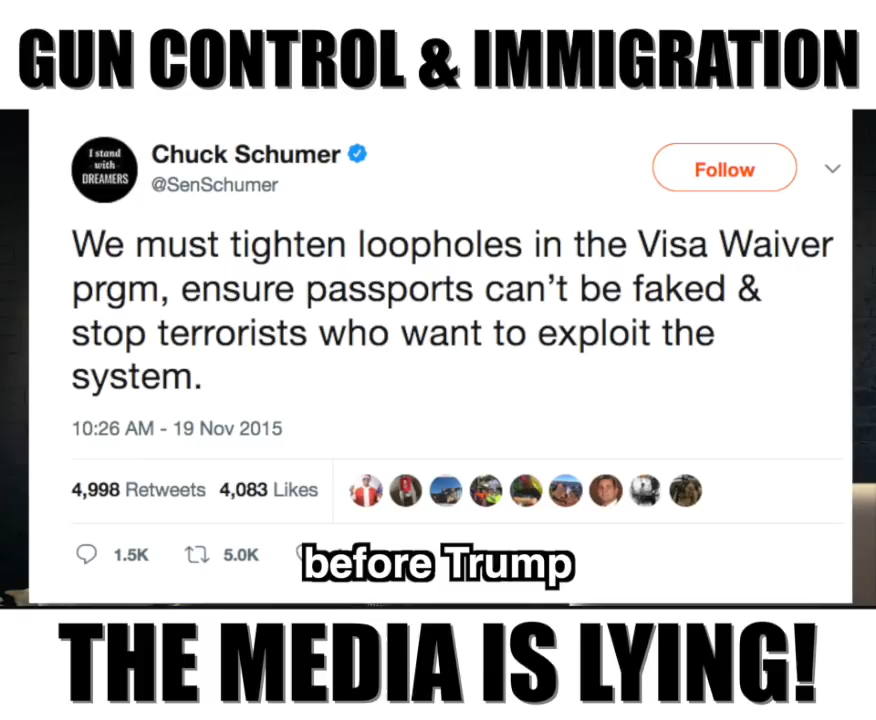 GUN CONTROL & IMMIGRATION
I stand
with
DREAMERS
Chuck Schumer
@SenSchumer
Follow
We must tighten loopholes in the Visa Waiver
prgm, ensure passports can’t be faked &
stop terrorists who want to exploit the
system.
10:26 AM - 19 Nov 2015
4,998 Retweets 4,083 Likes
1.5K 5.0K
before Trump
THE MEDIA IS LYING!